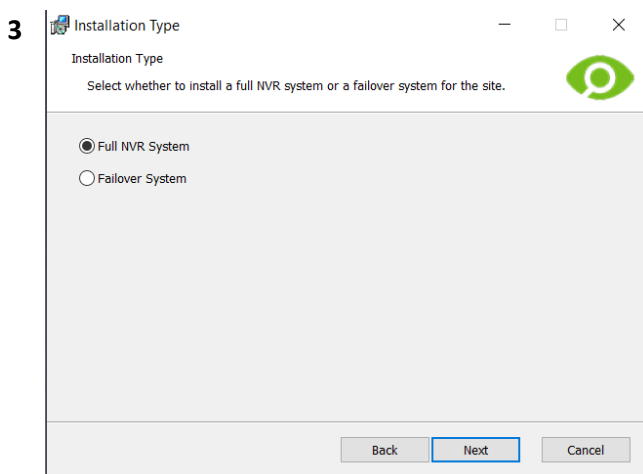 3
Installation Type
Installation Type
Select whether to install a full NVR system or a failover system for the site.
Full NVR System
Failover System
Back Next Cancel